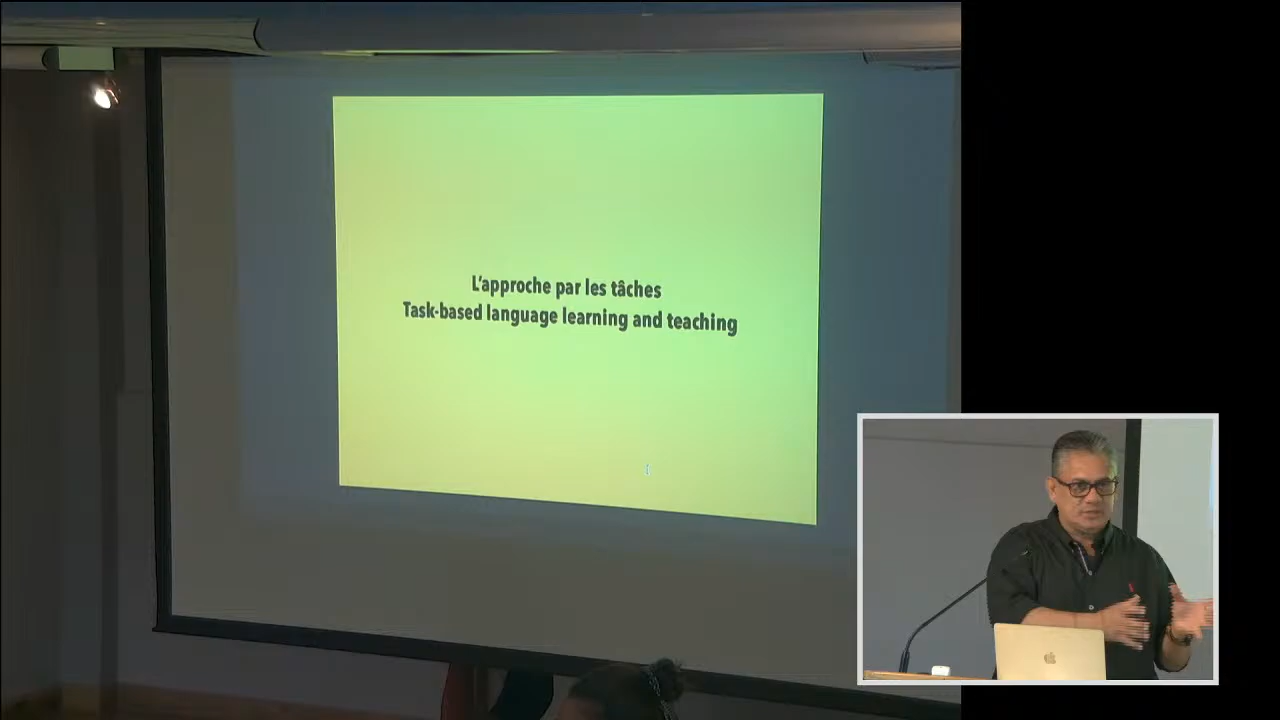 L'approche par les tâches
Task-based language learning and teaching